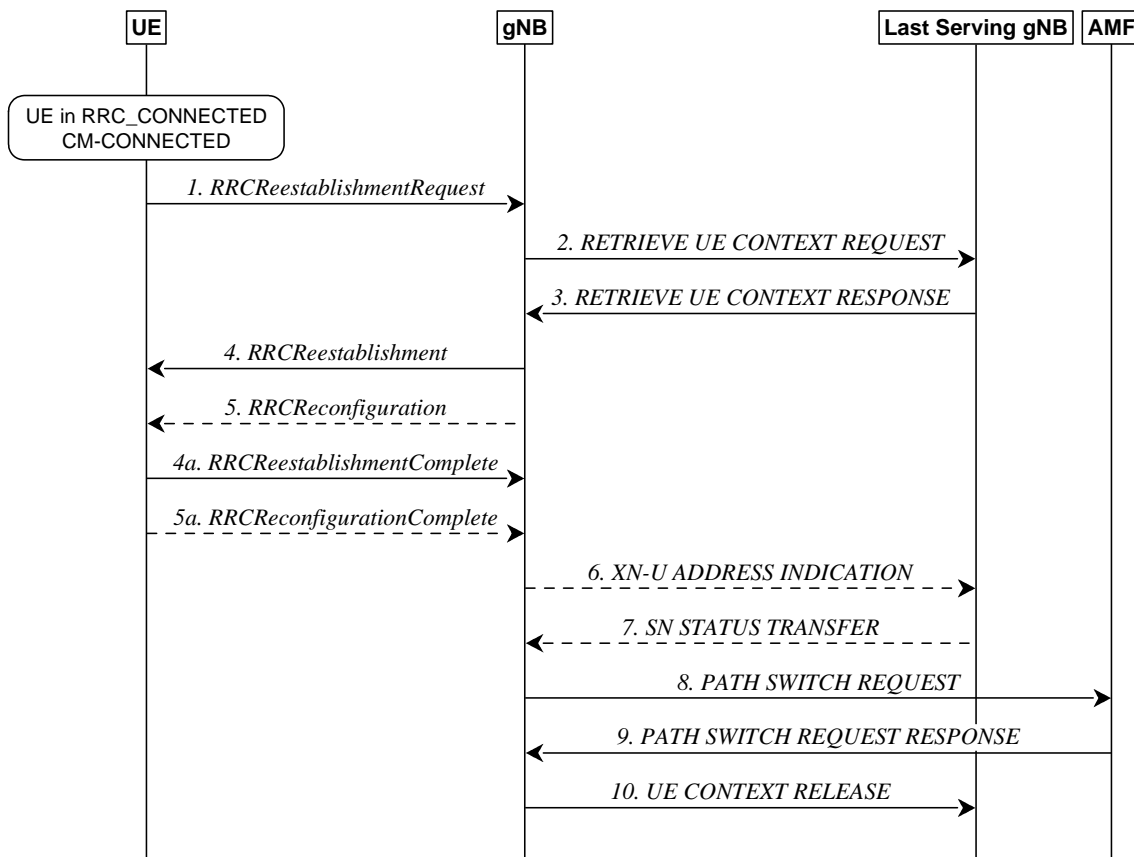 UE
gNB
Last Serving gNB
AMF
UE in RRC_CONNECTED
CM-CONNECTED
1. RRCReestablishmentRequest
2. RETRIEVE UE CONTEXT REQUEST
3. RETRIEVE UE CONTEXT RESPONSE
4. RRCReestablishment
5. RRCReconfiguration
4a. RRCReestablishmentComplete
5a. RRCReconfigurationComplete
6. XN-U ADDRESS INDICATION
7. SN STATUS TRANSFER
8. PATH SWITCH REQUEST
9. PATH SWITCH REQUEST RESPONSE
10. UE CONTEXT RELEASE